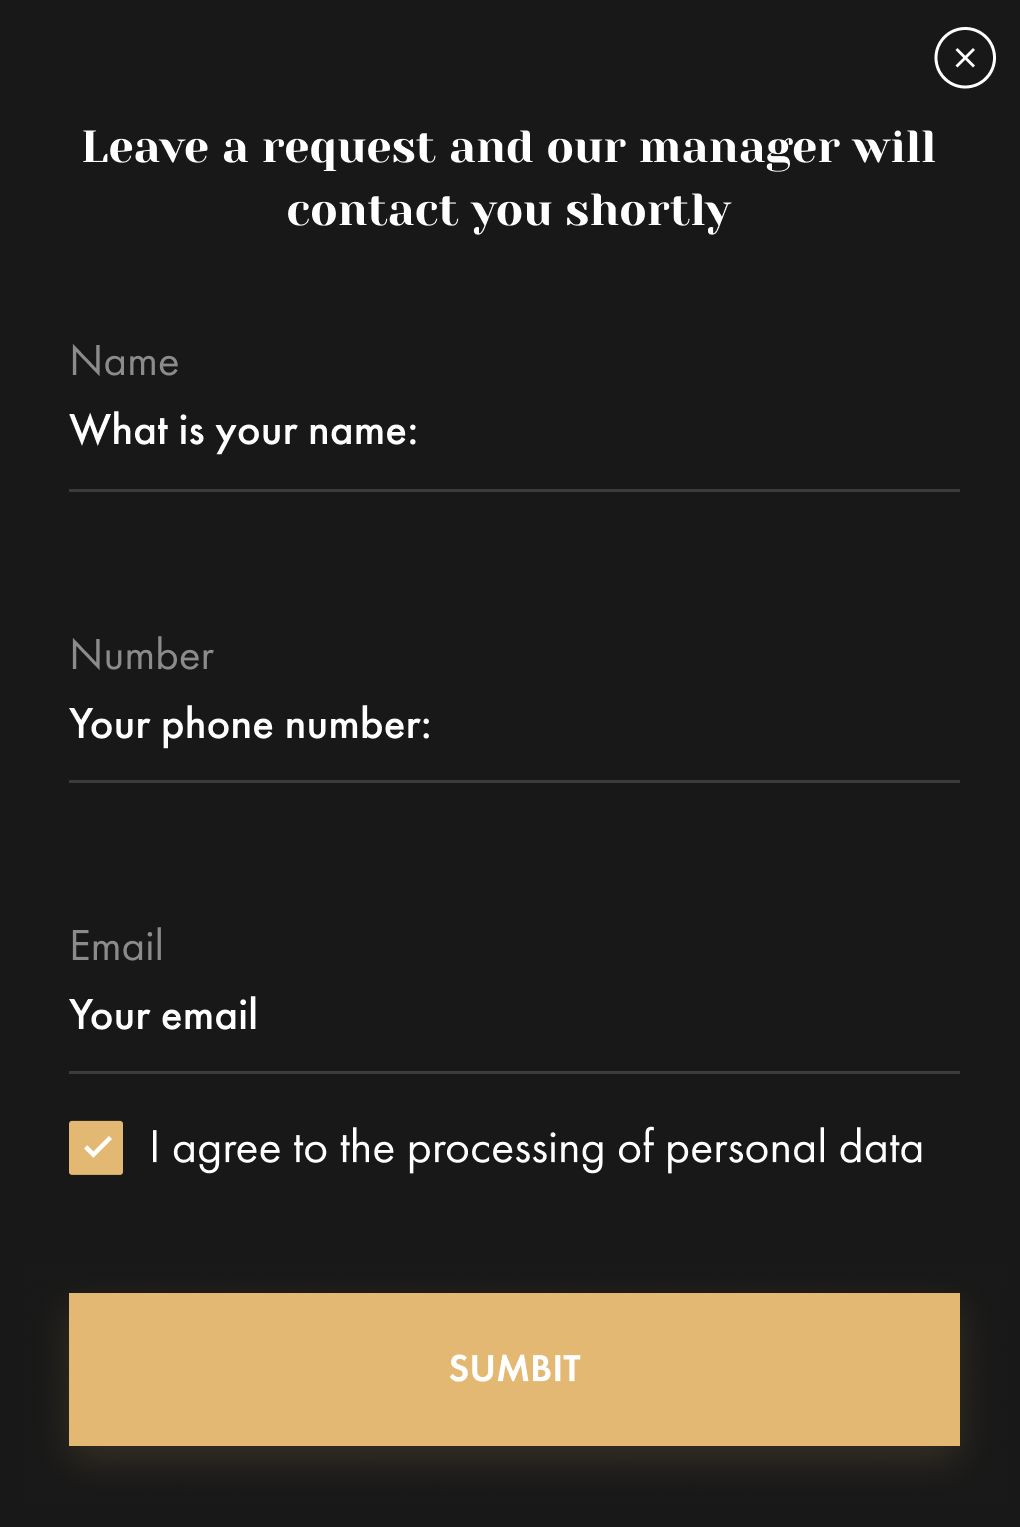 Leave a request and our manager will
contact you shortly
Name
What is your name:
Number
Your phone number:
Email
Your email
I agree to the processing of personal data
SUMBIT